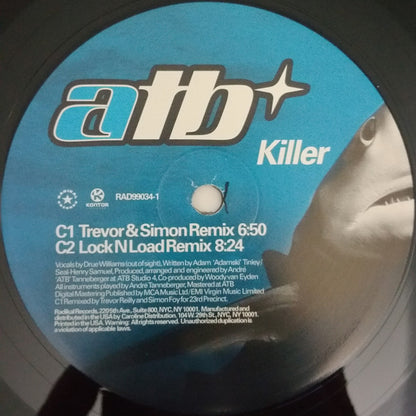 atb
Killer
KONTOR
RAD99034-1
C1 Trevor & Simon Remix 6:50
C2 Lock N Load Remix 8:24
Vocals by Drue Williams (out of sight), Written by Adam 'Adamski' Tinley/
Seal-Henry Samuel, Produced, arranged and engineered by André
'ATB' Tanneberger at ATB Studio 4, Co-produced by Woody van Eyden
All instruments played by Andre Tanneberger, Mastered at ATB
Digital Mastering Published by MCA Music Ltd/EMI Virgin Music Limited
C1 Remixed by Trevor Reilly and Simon Foy for 23rd Precinct.
Radikal Records, 220 5th Ave., Suite 800, NYC, NY 10001. Manufactured and
distributed in the USA by Caroline Distribution, 104 W. 29th St., NYC, NY 10001.
Printed in the USA. Warning: All rights reserved. Unauthorized duplication is
a violation of applicable laws.